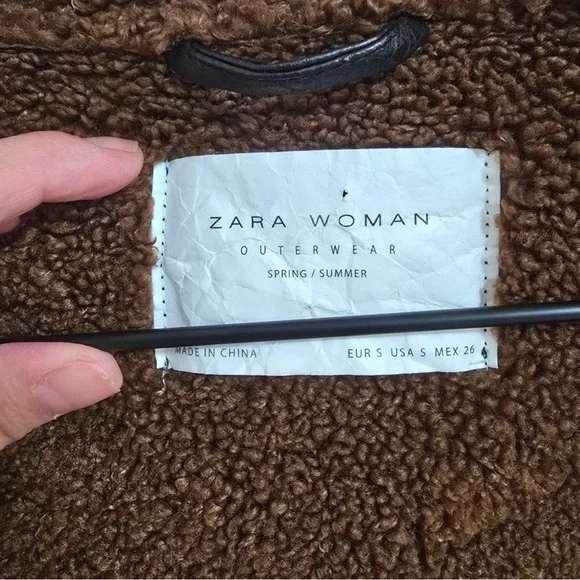 ZARA WOMAN
OUTERWEAR
SPRING / SUMMER
MADE IN CHINA EUR S USA S MEX 26